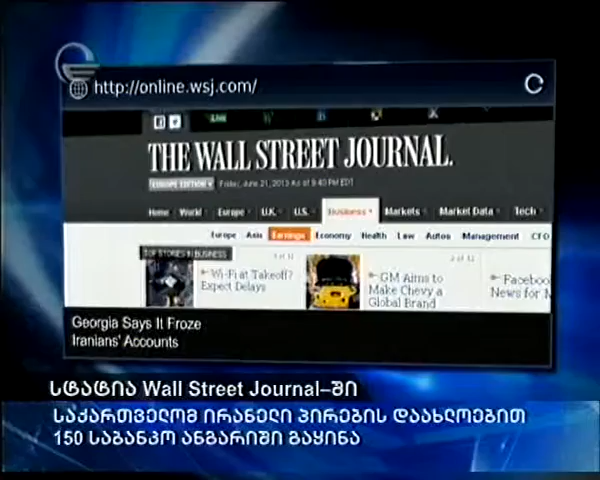 http://online.wsj.com/
THE WALL STREET JOURNAL.
EUROPE EDITION Friday, June 21, 2013 As of 9:40 PM EDT
Home World Europe U.K. U.S. Business Markets Market Data Tech
Europe Asia Earnings Economy Health Law Autos Management CFO
TOP STORIES IN BUSINESS
Wi-Fi at Takeoff?
Expect Delays
GM Aims to
Make Chevy a
Global Brand
Facebook
News for
Georgia Says It Froze
Iranians' Accounts
სტატია Wall Street Journal–ში
საქართველომ ირანელი პირების დაახლოებით
150 საბანკო ანგარიში გაყინა